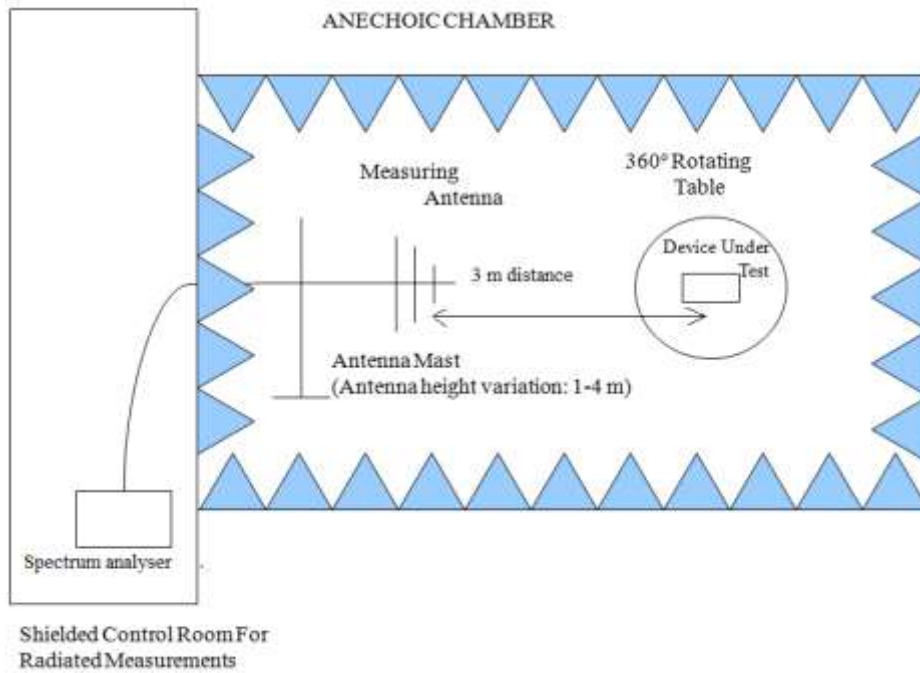 ANECHOIC CHAMBER
Measuring
Antenna
360° Rotating
Table
Device Under
Test
3 m distance
Antenna Mast
(Antenna height variation: 1-4 m)
Spectrum analyser
Shielded Control Room For
Radiated Measurements